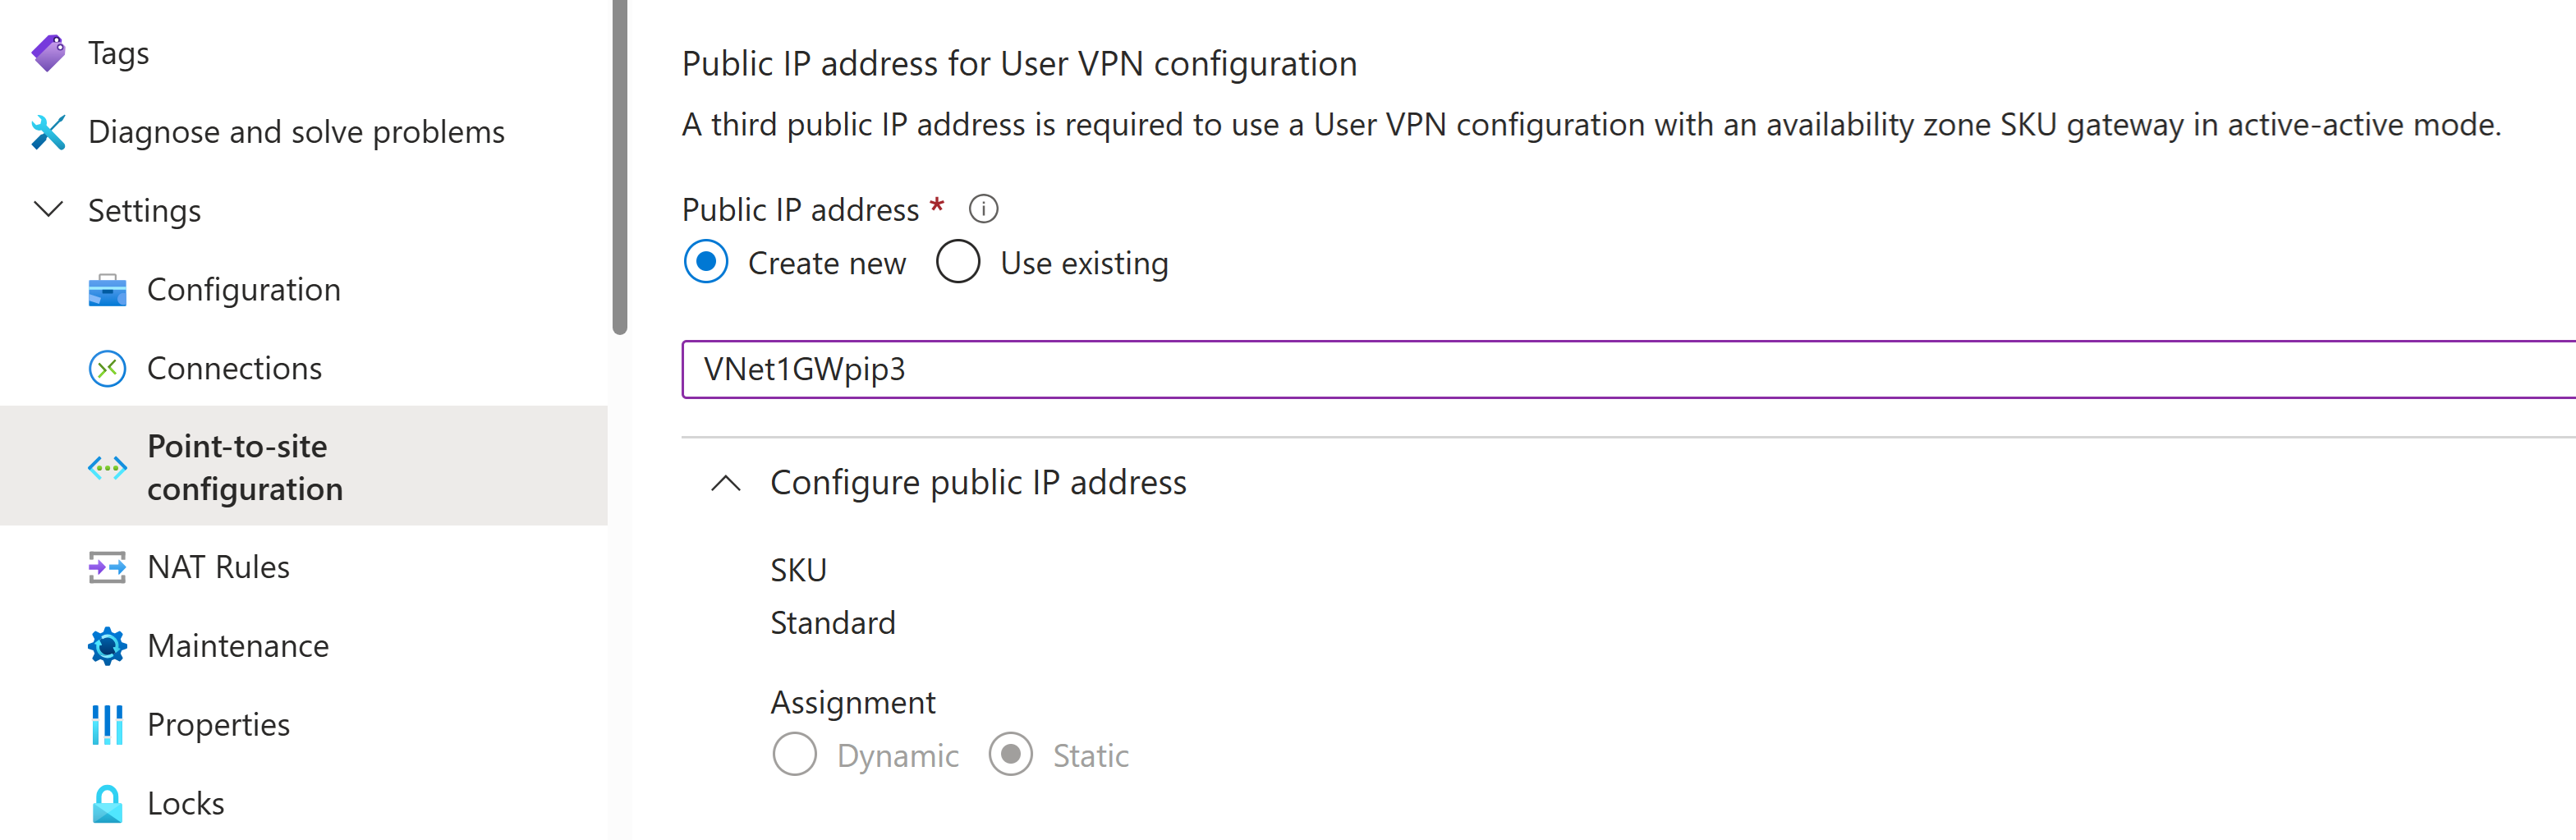 Tags
Diagnose and solve problems
Settings
Configuration
Connections
Point-to-site
configuration
NAT Rules
Maintenance
Properties
Locks
Public IP address for User VPN configuration
A third public IP address is required to use a User VPN configuration with an availability zone SKU gateway in active-active mode.
Public IP address *
Create new Use existing
VNet1GWpip3
Configure public IP address
SKU
Standard
Assignment
Dynamic Static